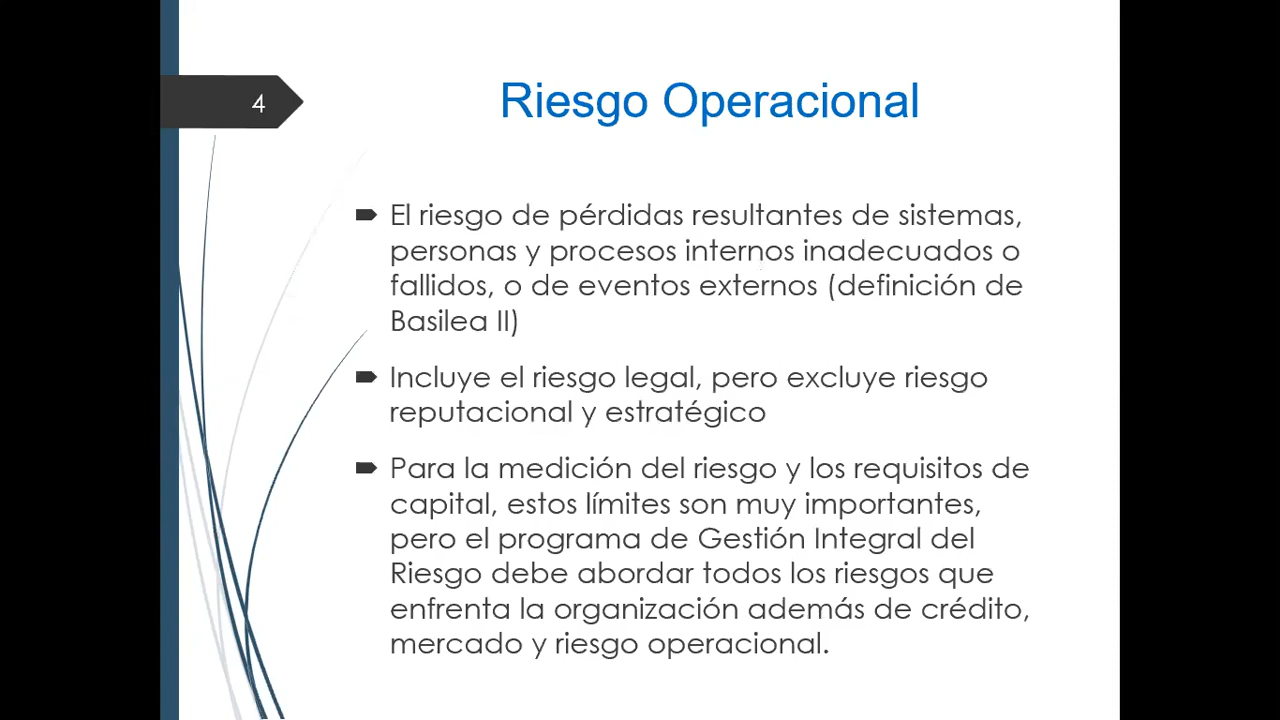 4
Riesgo Operacional
El riesgo de pérdidas resultantes de sistemas,
personas y procesos internos inadecuados o
fallidos, o de eventos externos (definición de
Basilea II)
Incluye el riesgo legal, pero excluye riesgo
reputacional y estratégico
Para la medición del riesgo y los requisitos de
capital, estos límites son muy importantes,
pero el programa de Gestión Integral del
Riesgo debe abordar todos los riesgos que
enfrenta la organización además de crédito,
mercado y riesgo operacional.